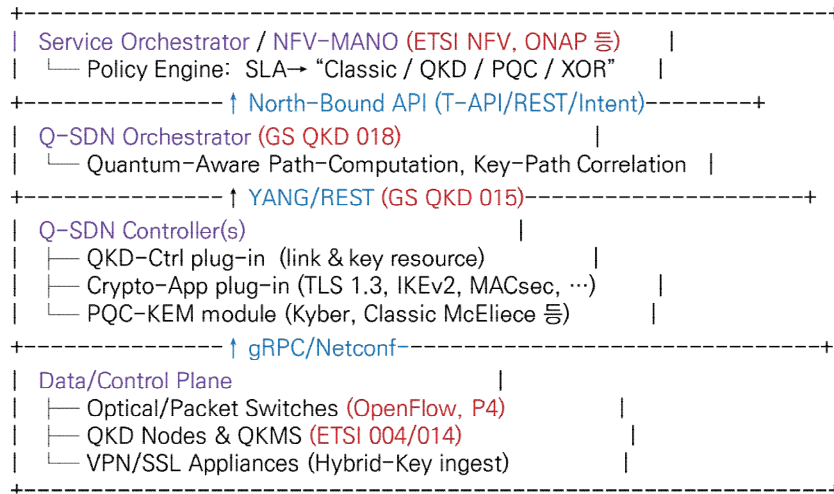 +-------------------------------------------------------------+
| Service Orchestrator / NFV-MANO (ETSI NFV, ONAP 등) |
| └── Policy Engine: SLA→ “Classic / QKD / PQC / XOR” |
+---------------↑ North-Bound API (T-API/REST/Intent)--------+
| Q-SDN Orchestrator (GS QKD 018) |
| └── Quantum-Aware Path-Computation, Key-Path Correlation |
+---------------↑ YANG/REST (GS QKD 015)---------------------+
| Q-SDN Controller(s) |
| ├── QKD-Ctrl plug-in (link & key resource) |
| ├── Crypto-App plug-in (TLS 1.3, IKEv2, MACsec, …) |
| └── PQC-KEM module (Kyber, Classic McEliece 등) |
+---------------↑ gRPC/Netconf-------------------------------+
| Data/Control Plane |
| ├── Optical/Packet Switches (OpenFlow, P4) |
| ├── QKD Nodes & QKMS (ETSI 004/014) |
| └── VPN/SSL Appliances (Hybrid-Key ingest) |
+-------------------------------------------------------------+